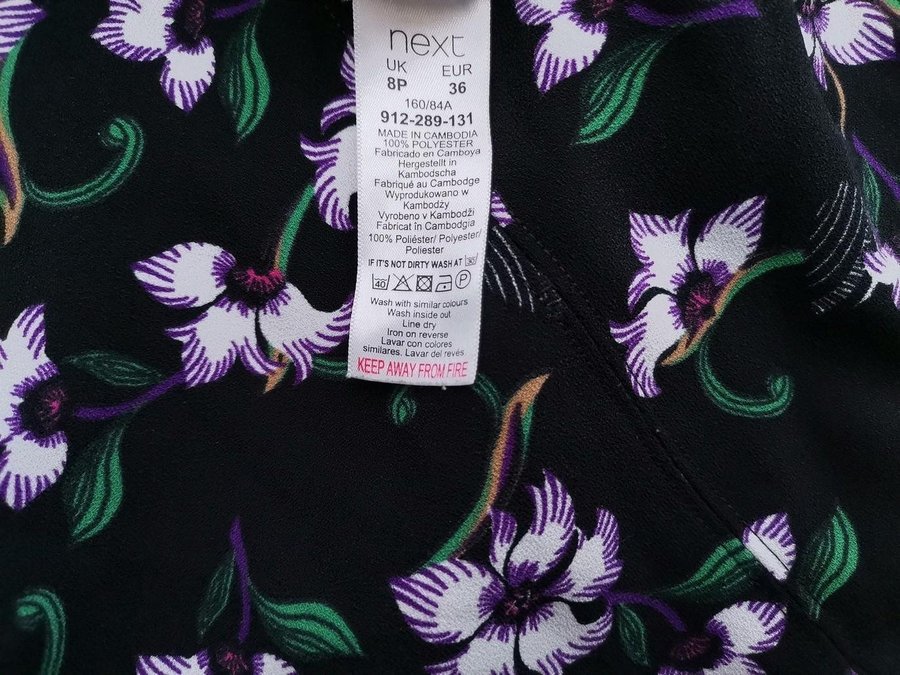 next
UK EUR
8P 36
160/84A
912-289-131
MADE IN CAMBODIA
100% POLYESTER
Fabricado en Camboya
Hergestellt in
Kambodscha
Fabriqué au Cambodge
Wyprodukowano w
Kambodży
Vyrobeno v Kambodži
Fabricat în Cambodgia
100% Poliéster/ Polyester/
Poliester
IF IT'S NOT DIRTY WASH AT 30
40 P
Wash with similar colours
Wash inside out
Line dry
Iron on reverse
Lavar con colores
similares. Lavar del revés
KEEP AWAY FROM FIRE